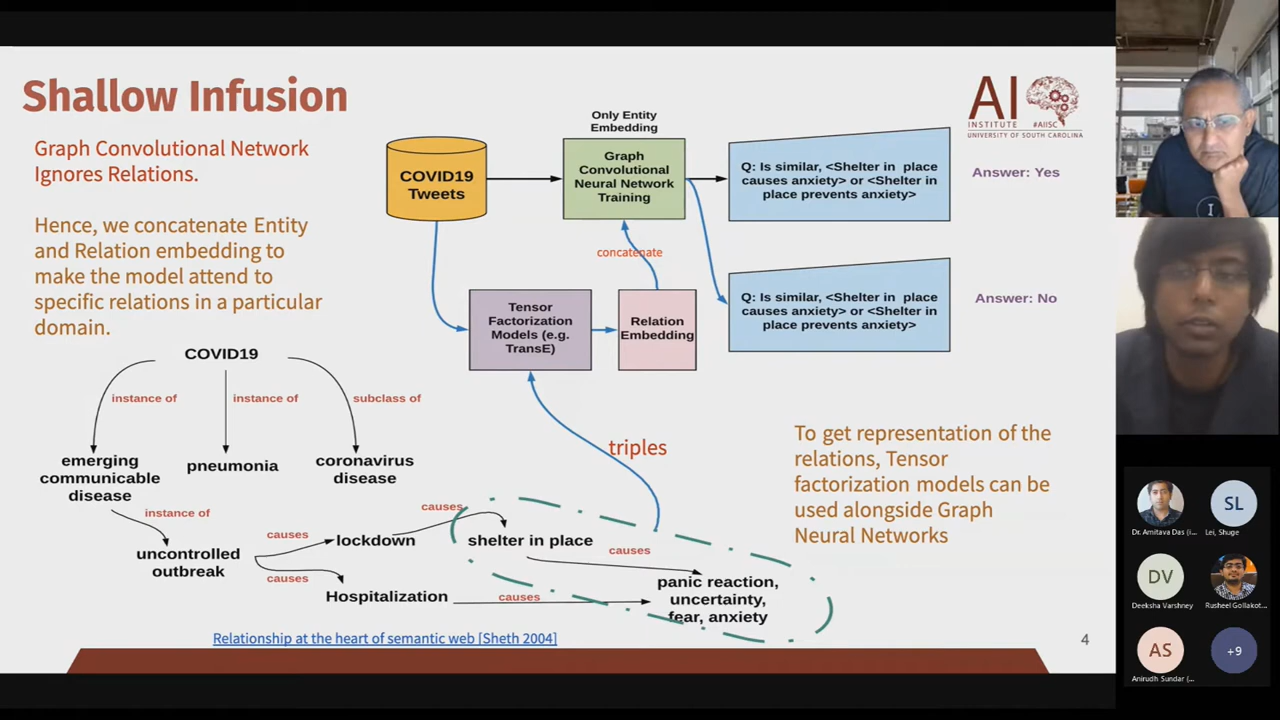 Shallow Infusion
Graph Convolutional Network
Ignores Relations.
Hence, we concatenate Entity
and Relation embedding to
make the model attend to
specific relations in a particular
domain.
Only Entity
Embedding
COVID19
Tweets
Graph
Convolutional
Neural Network
Training
Q: Is similar, <Shelter in place
causes anxiety> or <Shelter in
place prevents anxiety>
Answer: Yes
AI
INSTITUTE #AIISC
UNIVERSITY OF SOUTH CAROLINA
concatenate
Tensor
Factorization
Models (e.g.
TransE)
Relation
Embedding
Q: Is similar, <Shelter in place
causes anxiety> or <Shelter in
place prevents anxiety>
Answer: No
COVID19
instance of
instance of
subclass of
emerging
communicable
disease
pneumonia
coronavirus
disease
instance of
uncontrolled
outbreak
causes
causes
lockdown
Hospitalization
causes
shelter in place
causes
causes
panic reaction,
uncertainty,
fear, anxiety
triples
To get representation of the
relations, Tensor
factorization models can be
used alongside Graph
Neural Networks
Relationship at the heart of semantic web [Sheth 2004]
4
Dr. Amitava Das (i...
SL
Lei, Shuge
DV
Deeksha Varshney
Rusheel Gollakot...
AS
Anirudh Sundar (...
+9